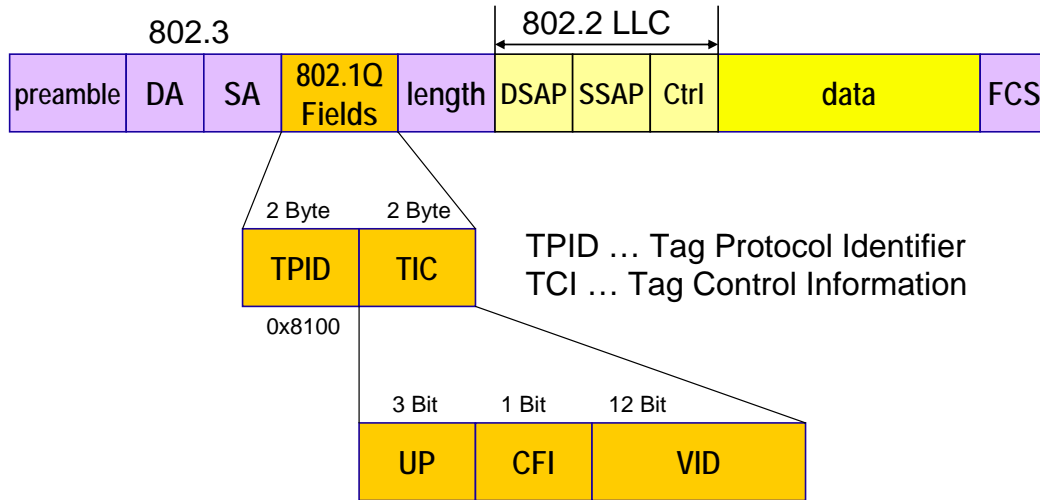 802.3
802.2 LLC
preamble DA SA 802.1Q Fields length DSAP SSAP Ctrl data FCS
2 Byte 2 Byte
TPID TIC
TPID … Tag Protocol Identifier
TCI … Tag Control Information
0x8100
3 Bit 1 Bit 12 Bit
UP CFI VID